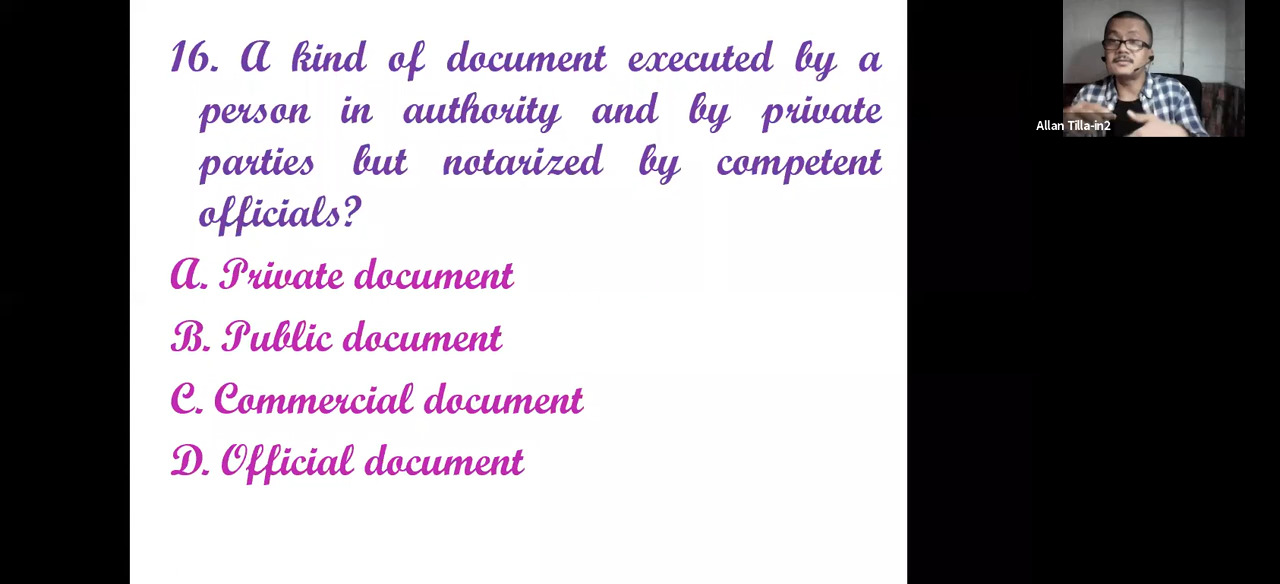 16. A kind of document executed by a
person in authority and by private
parties but notarized by competent
officials?
A. Private document
B. Public document
C. Commercial document
D. Official document
Allan Tilla-in2